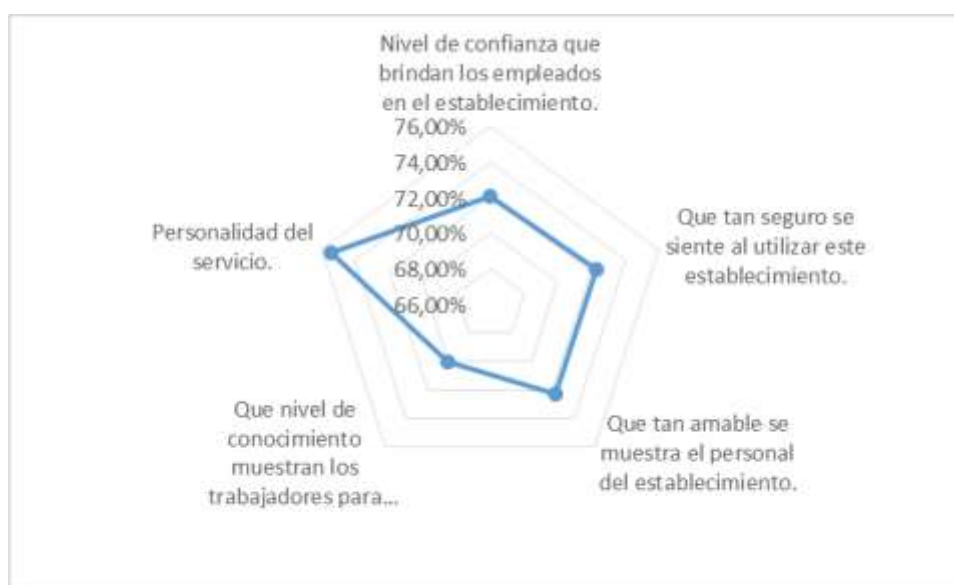 Nivel de confianza que
brindan los empleados
en el establecimiento.
76,00%
74,00%
72,00%
70,00%
68,00%
66,00%
Que tan seguro se
siente al utilizar este
establecimiento.
Que tan amable se
muestra el personal
del establecimiento.
Que nivel de
conocimiento
muestran los
trabajadores para...
Personalidad del
servicio.